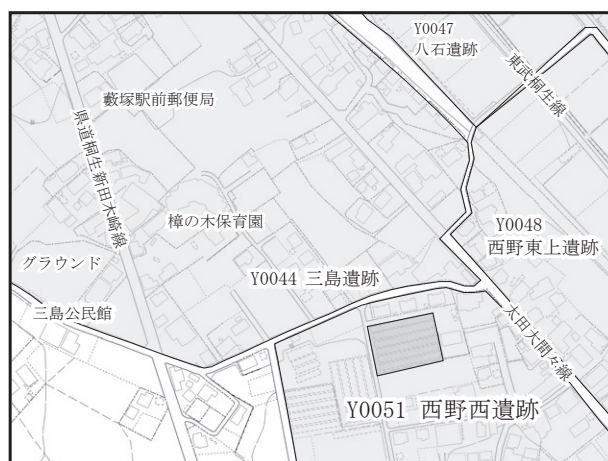 Y0047
八石遺跡
東武桐生線
藪塚駅前郵便局
県道桐生新田木崎線
樟の木保育園
Y0048
西野東上遺跡
グラウンド
Y0044 三島遺跡
三島公民館
太田大間々線
Y0051 西野西遺跡